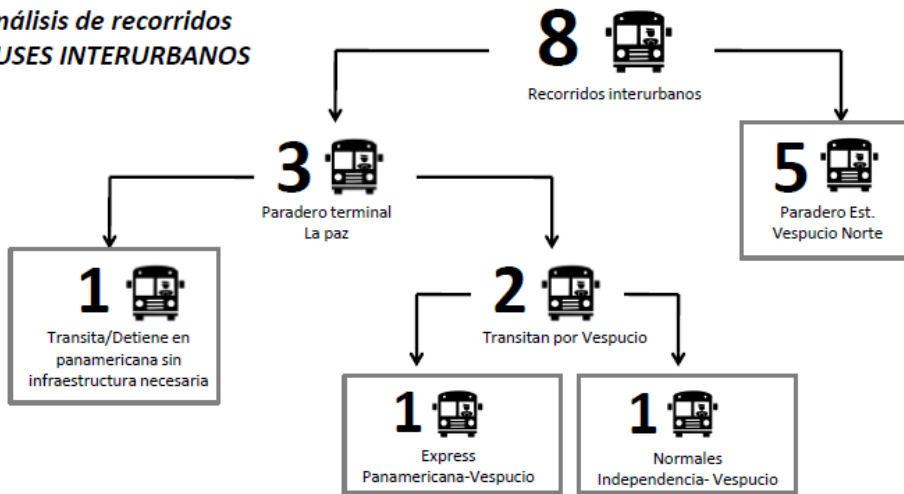 nálisis de recorridos
USES INTERURBANOS
8
Recorridos interurbanos
3
Paradero terminal
La paz
5
Paradero Est.
Vespucio Norte
1
Transita/Detiene en
panamericana sin
infraestructura necesaria
2
Transitan por Vespucio
1
Express
Panamericana-Vespucio
1
Normales
Independencia- Vespucio